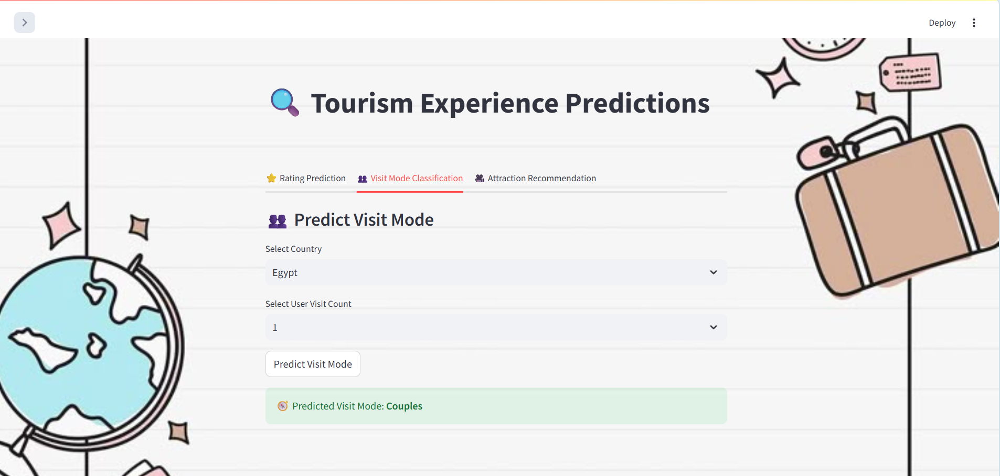 Deploy
Tourism Experience Predictions
Rating Prediction
Visit Mode Classification
Attraction Recommendation
Predict Visit Mode
Select Country
Egypt
Select User Visit Count
1
Predict Visit Mode
Predicted Visit Mode: Couples